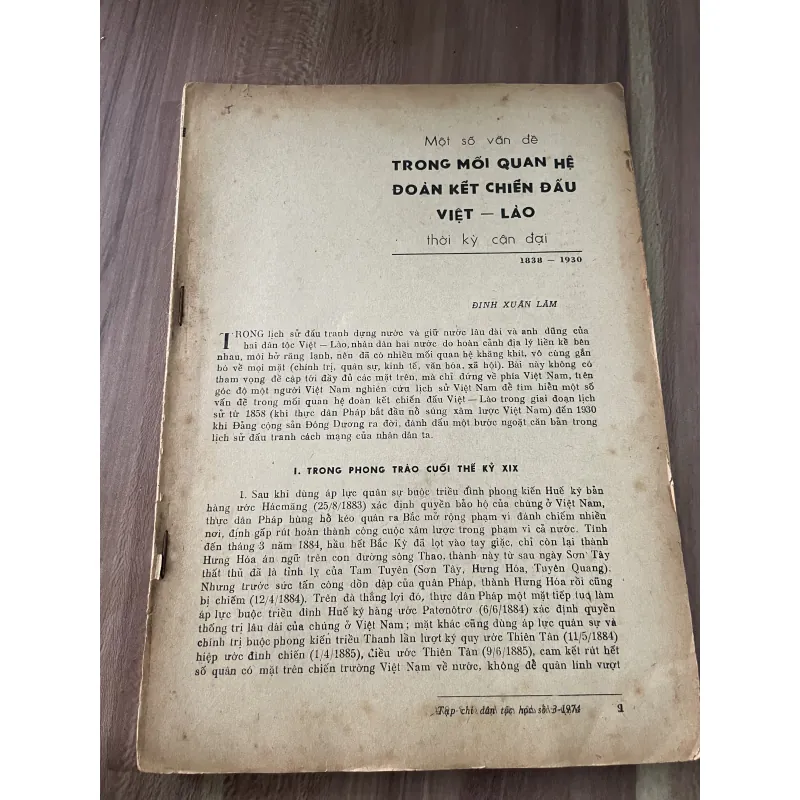 Một số vấn đề
TRONG MỐI QUAN HỆ
ĐOÀN KẾT CHIẾN ĐẤU
VIỆT — LÀO
thời kỳ cận đại
1838 — 1930
ĐINH XUÂN LÂM
TRONG lịch sử đấu tranh dựng nước và giữ nước lâu dài và anh dũng của
hai dân tộc Việt — Lào, nhân dân hai nước do hoàn cảnh địa lý liền kề bên
nhau, môi hở răng lạnh, nên đã có nhiều mối quan hệ khăng khít, vô cùng gắn
bó về mọi mặt (chính trị, quân sự, kinh tế, văn hóa, xã hội). Bài này không có
tham vọng đề cập tới đầy đủ các mặt trên, mà chỉ đứng về phía Việt Nam, trên
góc độ một người Việt Nam nghiên cứu lịch sử Việt Nam để tìm hiểu một số
vấn đề trong mối quan hệ đoàn kết chiến đấu Việt — Lào trong giai đoạn lịch
sử từ 1858 (khi thực dân Pháp bắt đầu nổ súng xâm lược Việt Nam) đến 1930
khi Đảng cộng sản Đông Dương ra đời, đánh dấu một bước ngoặt căn bản trong
lịch sử đấu tranh cách mạng của nhân dân ta.
I. TRONG PHONG TRÀO CUỐI THẾ KỶ XIX
1. Sau khi dùng áp lực quân sự buộc triều đình phong kiến Huế ký bản
hàng ước Hácmăng (25/8/1883) xác định quyền bảo hộ của chúng ở Việt Nam,
thực dân Pháp hùng hổ kéo quân ra Bắc mở rộng phạm vi đánh chiếm nhiều
nơi, định gấp rút hoàn thành công cuộc xâm lược trong phạm vi cả nước. Tính
đến tháng 3 năm 1884, hầu hết Bắc Kỳ đã lọt vào tay giặc, chỉ còn lại thành
Hưng Hóa án ngữ trên con đường sông Thao, thành này từ sau ngày Sơn Tây
thất thủ đã là tỉnh lỵ của Tam Tuyên (Sơn Tây, Hưng Hóa, Tuyên Quang).
Nhưng trước sức tấn công dồn dập của quân Pháp, thành Hưng Hóa rồi cũng
bị chiếm (12/4/1884). Trên đà thắng lợi đó, thực dân Pháp một mặt tiếp tục làm
áp lực buộc triều đình Huế ký hàng ước Patơnôtrơ (6/6/1884) xác định quyền
thống trị lâu dài của chúng ở Việt Nam; mặt khác cũng dùng áp lực quân sự và
chính trị buộc phong kiến triều Thanh lần lượt ký quy ước Thiên Tân (11/5/1884)
hiệp ước đình chiến (1/4/1885), điều ước Thiên Tân (9/6/1885), cam kết rút hết
số quân có mặt trên chiến trường Việt Nam về nước, không để quân lính vượt
Tạp chí dân tộc học số 3-1974 9